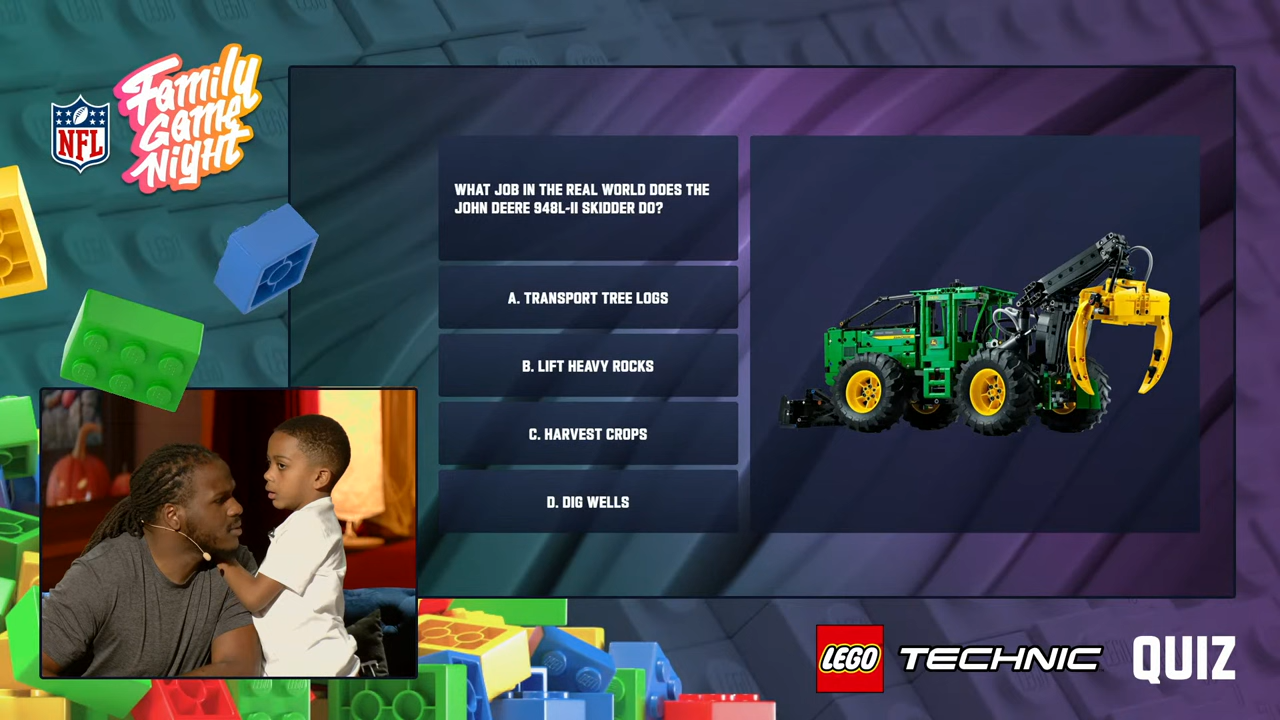 NFL
Family
Game
Night
WHAT JOB IN THE REAL WORLD DOES THE
JOHN DEERE 948L-II SKIDDER DO?
A. TRANSPORT TREE LOGS
B. LIFT HEAVY ROCKS
C. HARVEST CROPS
D. DIG WELLS
LEGO TECHNIC QUIZ